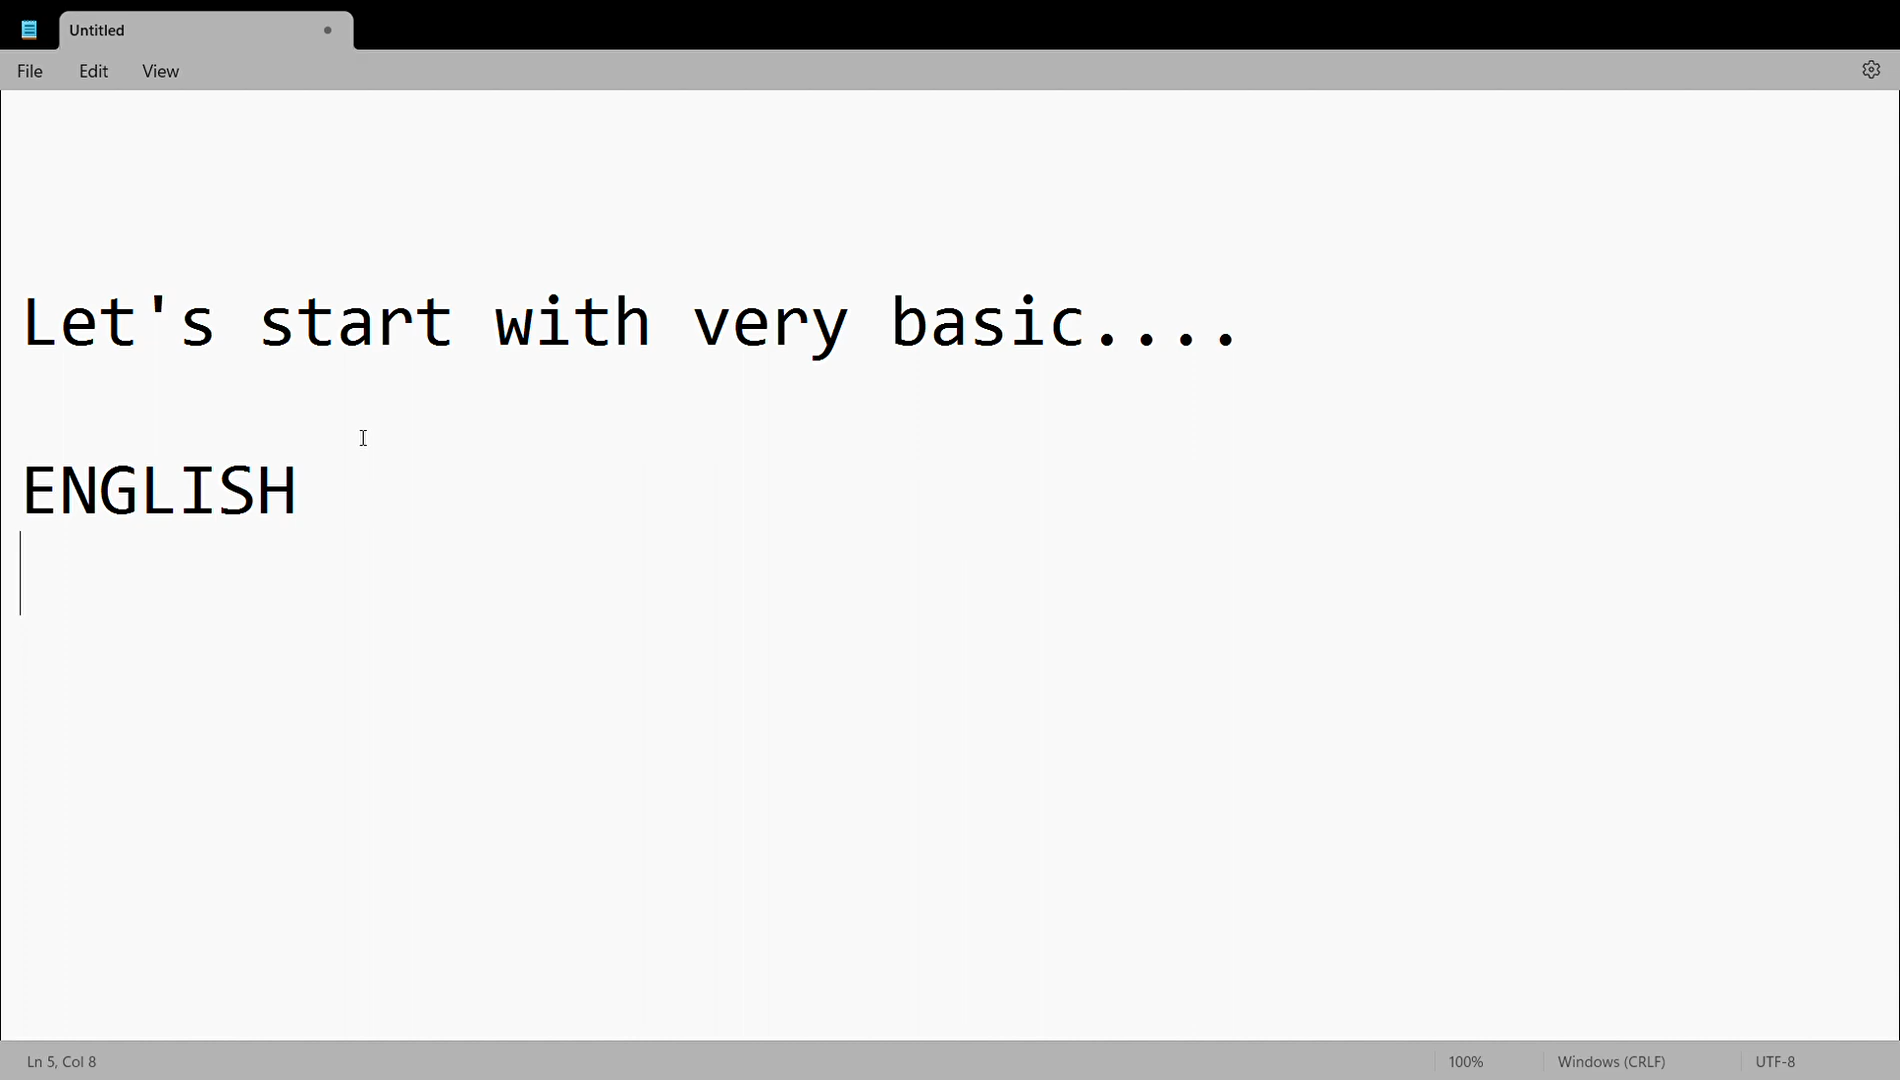 Untitled
File Edit View
Let's start with very basic....
ENGLISH
Ln 5, Col 8 100% Windows (CRLF) UTF-8